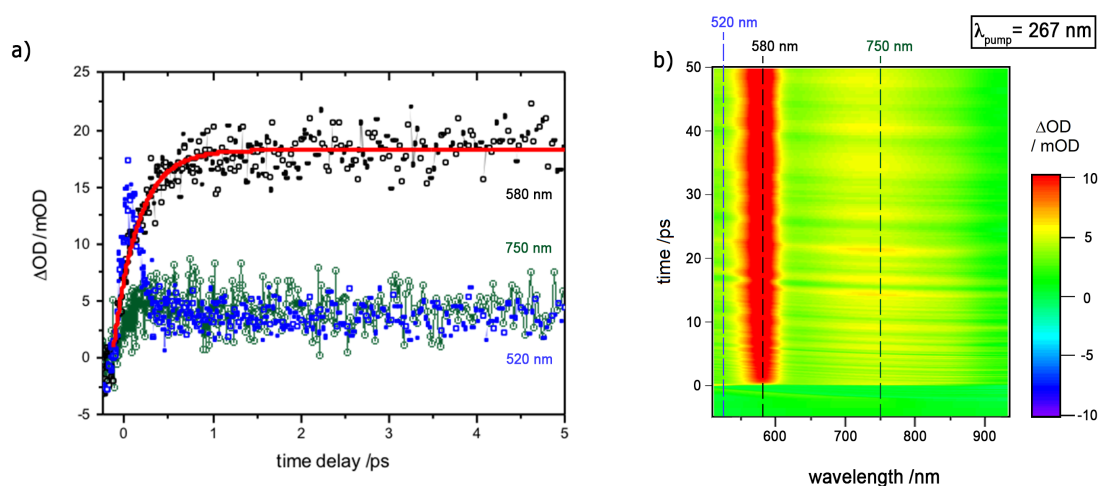 a)
25
20
15
10
5
0
-5
ΔOD/mOD
580 nm
750 nm
520 nm
0
1
2
3
4
5
time delay /ps
b)
520 nm
580 nm
750 nm
λpump= 267 nm
50
40
30
20
10
0
time /ps
600
700
800
900
wavelength /nm
ΔOD
/ mOD
10
5
0
-5
-10